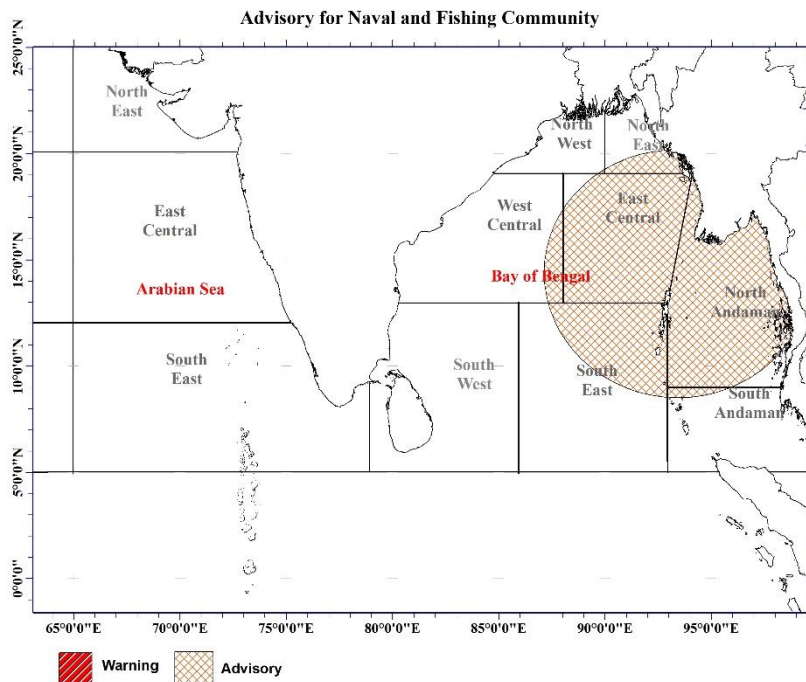 Advisory for Naval and Fishing Community
25°0'0"N
20°0'0"N
15°0'0"N
10°0'0"N
5°0'0"N
0°0'0"
North
East
North
West
North
East
East
Central
West
Central
East
Central
Arabian Sea
Bay of Bengal
North
Andaman
South
East
South
West
South
East
South
Andaman
65°0'0"E
70°0'0"E
75°0'0"E
80°0'0"E
85°0'0"E
90°0'0"E
95°0'0"E
Warning
Advisory